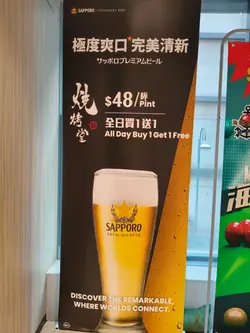 SAPPORO
極度爽口 完美清新
サッポロプレミアムビール
燒烤堂
$48/酔
Pint
全日買1送1
All Day Buy 1 Get 1 Free
SAPPORO
DISCOVER THE REMARKABLE,
WHERE WORLDS CONNECT.